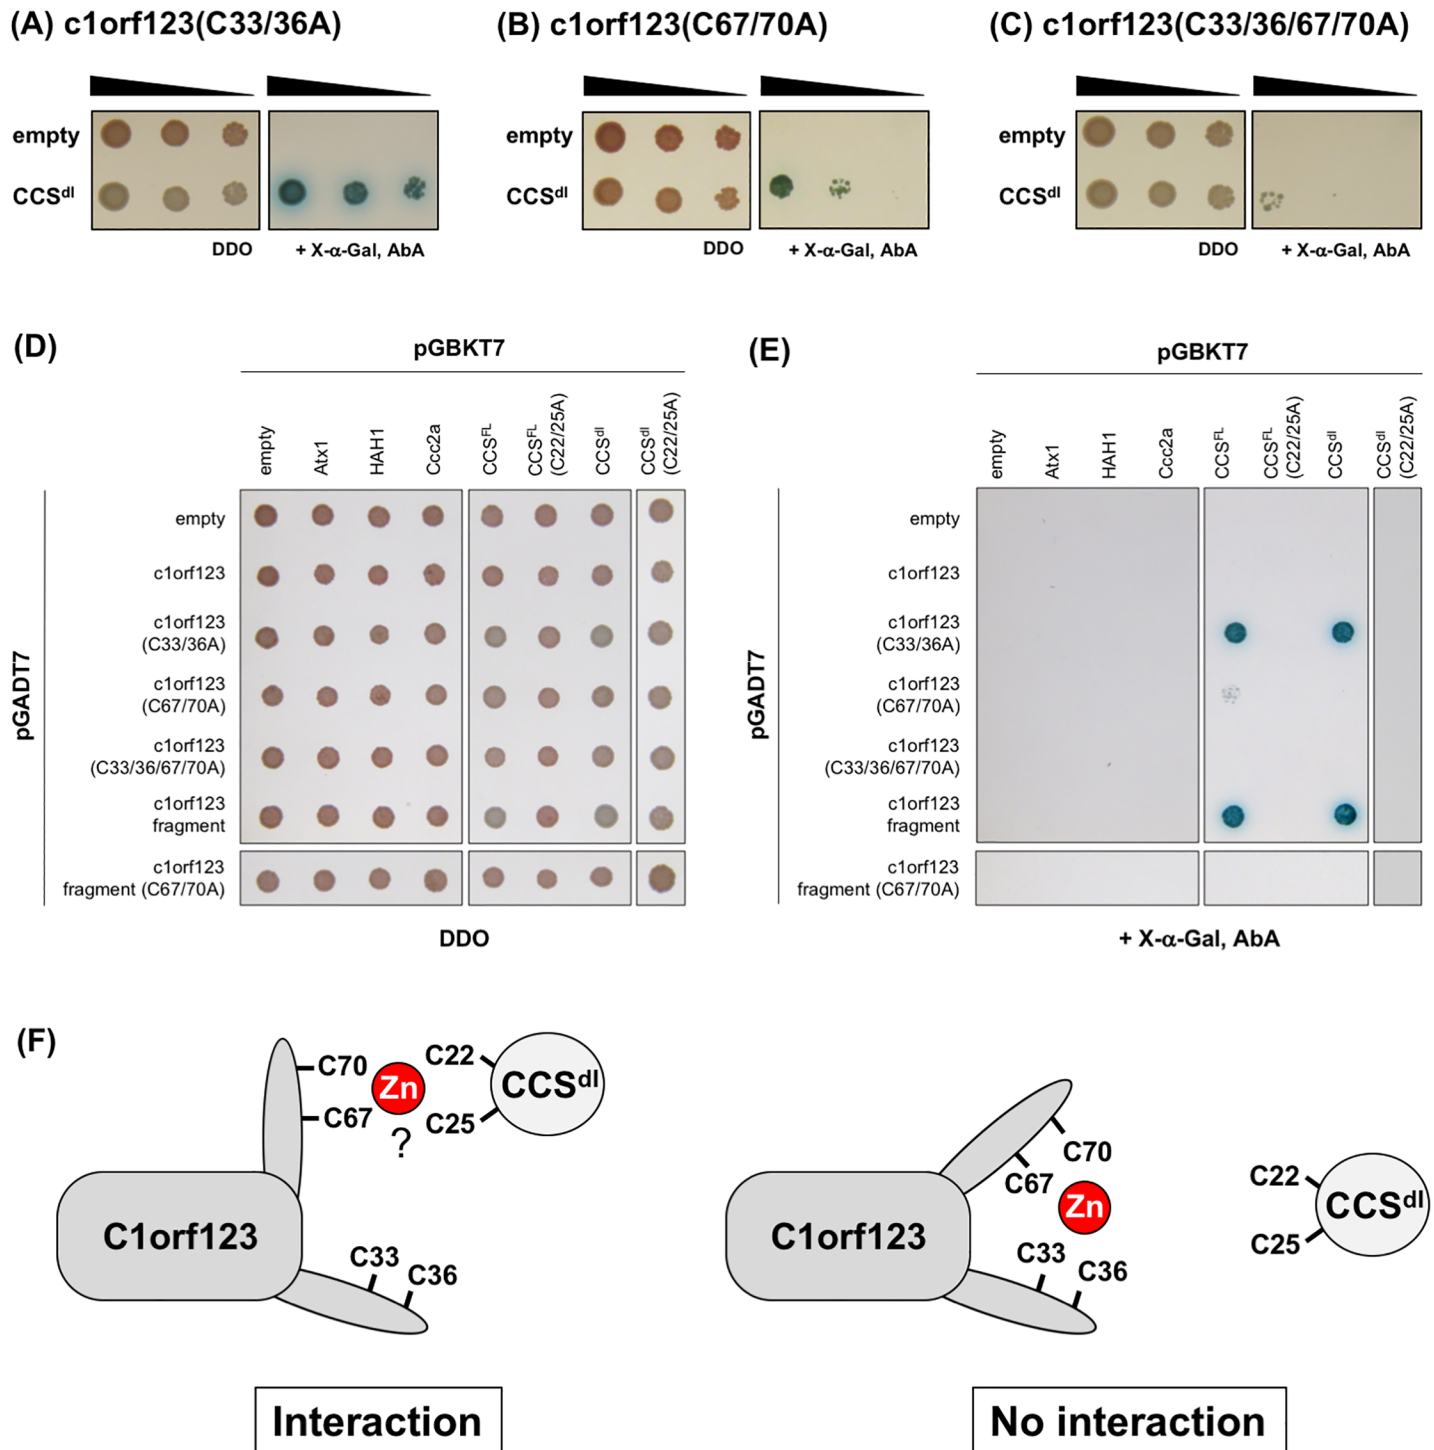 (A) c1orf123(C33/36A)
(B) c1orf123(C67/70A)
(C) c1orf123(C33/36/67/70A)
empty
CCSdl
DDO
+ X-α-Gal, AbA
empty
CCSdl
DDO
+ X-α-Gal, AbA
empty
CCSdl
DDO
+ X-α-Gal, AbA
(D)
pGBKT7
empty
Atx1
HAH1
Ccc2a
CCSFL
CCSFL
(C22/25A)
CCSdl
CCSdl
(C22/25A)
pGADT7
empty
c1orf123
c1orf123
(C33/36A)
c1orf123
(C67/70A)
c1orf123
(C33/36/67/70A)
c1orf123
fragment
c1orf123
fragment (C67/70A)
DDO
(E)
pGBKT7
empty
Atx1
HAH1
Ccc2a
CCSFL
CCSFL
(C22/25A)
CCSdl
CCSdl
(C22/25A)
pGADT7
empty
c1orf123
c1orf123
(C33/36A)
c1orf123
(C67/70A)
c1orf123
(C33/36/67/70A)
c1orf123
fragment
c1orf123
fragment (C67/70A)
+ X-α-Gal, AbA
(F)
C70
C67
Zn
?
C22
C25
CCSdl
C1orf123
C33
C36
Interaction
C70
C67
Zn
C33
C36
C1orf123
C22
C25
CCSdl
No interaction